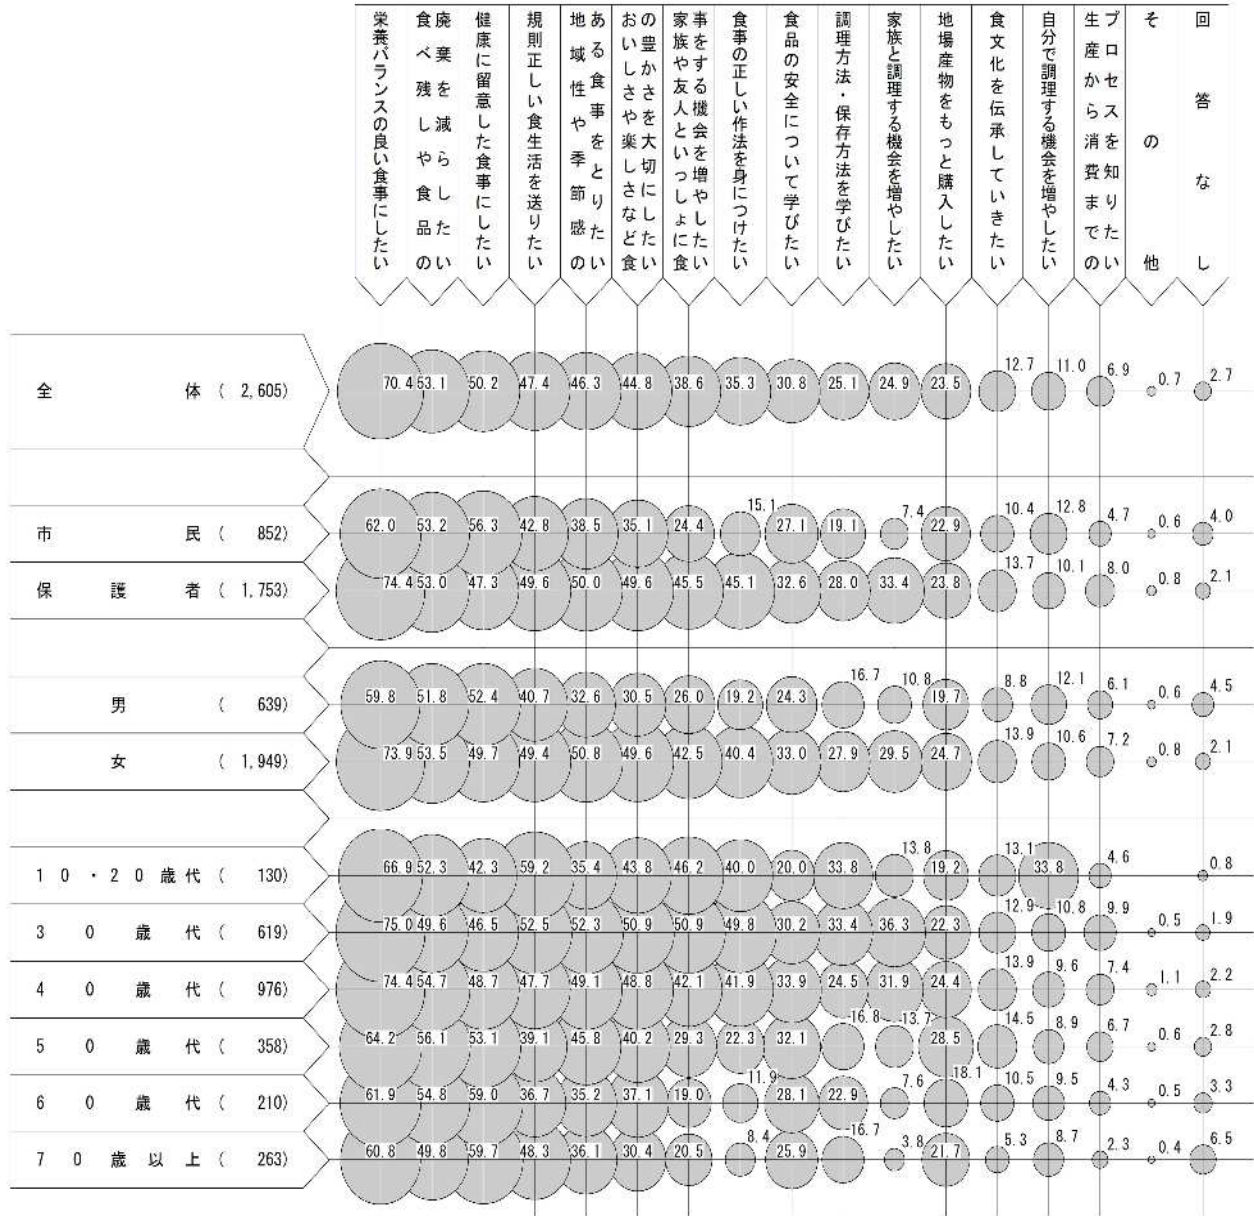 栄養バランスの良い食事にしたい
食べ残しや食品の
廃棄を減らしたい
健康に留意した食事にしたい
規則正しい食生活を送りたい
地域性や季節感の
ある食事をとりたい
おいしさや楽しさなど食
の豊かさを大切にしたい
家族や友人といっしょに食
事をする機会を増やしたい
食事の正しい作法を身につけたい
食品の安全について学びたい
調理方法・保存方法を学びたい
家族と調理する機会を増やしたい
地場産物をもっと購入したい
食文化を伝承していきたい
自分で調理する機会を増やしたい
生産から消費までの
プロセスを知りたい
その他
回答なし
全体 ( 2,605) 70.4 53.1 50.2 47.4 46.3 44.8 38.6 35.3 30.8 25.1 24.9 23.5 12.7 11.0 6.9 0.7 2.7
市民 ( 852) 62.0 53.2 56.3 42.8 38.5 35.1 24.4 15.1 27.1 19.1 7.4 22.9 10.4 12.8 4.7 0.6 4.0
保護者 ( 1,753) 74.4 53.0 47.3 49.6 50.0 49.6 45.5 45.1 32.6 28.0 33.4 23.8 13.7 10.1 8.0 0.8 2.1
男 ( 639) 59.8 51.8 52.4 40.7 32.6 30.5 26.0 19.2 24.3 16.7 10.8 19.7 8.8 12.1 6.1 0.6 4.5
女 ( 1,949) 73.9 53.5 49.7 49.4 50.8 49.6 42.5 40.4 33.0 27.9 29.5 24.7 13.9 10.6 7.2 0.8 2.1
10・20歳代 ( 130) 66.9 52.3 42.3 59.2 35.4 43.8 46.2 40.0 20.0 33.8 13.8 19.2 13.1 33.8 4.6 0.8
30歳代 ( 619) 75.0 49.6 46.5 52.5 52.3 50.9 50.9 49.8 30.2 33.4 36.3 22.3 12.9 10.8 9.9 0.5 1.9
40歳代 ( 976) 74.4 54.7 48.7 47.7 49.1 48.8 42.1 41.9 33.9 24.5 31.9 24.4 13.9 9.6 7.4 1.1 2.2
50歳代 ( 358) 64.2 56.1 53.1 39.1 45.8 40.2 29.3 22.3 32.1 16.8 13.7 28.5 14.5 8.9 6.7 0.6 2.8
60歳代 ( 210) 61.9 54.8 59.0 36.7 35.2 37.1 19.0 11.9 28.1 22.9 7.6 18.1 10.5 9.5 4.3 0.5 3.3
70歳以上 ( 263) 60.8 49.8 59.7 48.3 36.1 30.4 20.5 8.4 25.9 16.7 3.8 21.7 5.3 8.7 2.3 0.4 6.5